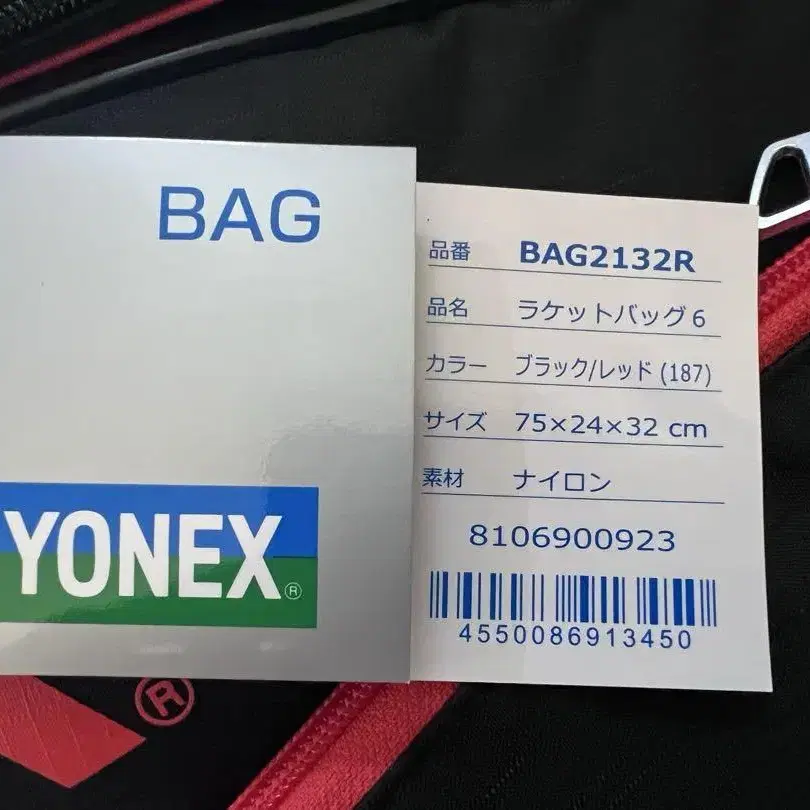 BAG
YONEX®
品番 BAG2132R
品名 ラケットバッグ6
カラー ブラック/レッド (187)
サイズ 75×24×32 cm
素材 ナイロン
8106900923
4550086913450
®